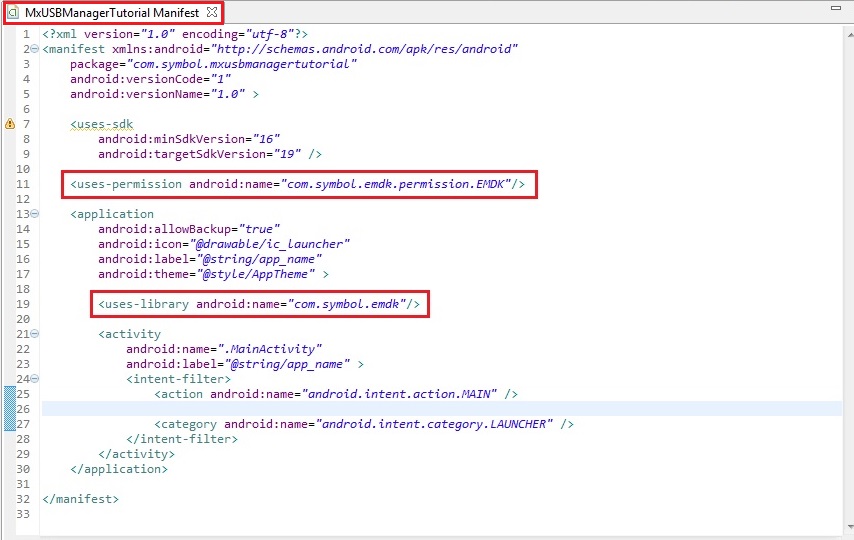 MxUSBManagerTutorial Manifest
1 <?xml version="1.0" encoding="utf-8"?>
2 <manifest xmlns:android="http://schemas.android.com/apk/res/android"
3 package="com.symbol.mxusbmanagertutorial"
4 android:versionCode="1"
5 android:versionName="1.0" >
6
7 <uses-sdk
8 android:minSdkVersion="16"
9 android:targetSdkVersion="19" />
10
11 <uses-permission android:name="com.symbol.emdk.permission.EMDK"/>
12
13 <application
14 android:allowBackup="true"
15 android:icon="@drawable/ic_launcher"
16 android:label="@string/app_name"
17 android:theme="@style/AppTheme" >
18
19 <uses-library android:name="com.symbol.emdk"/>
20
21 <activity
22 android:name=".MainActivity"
23 android:label="@string/app_name" >
24 <intent-filter>
25 <action android:name="android.intent.action.MAIN" />
26
27 <category android:name="android.intent.category.LAUNCHER" />
28 </intent-filter>
29 </activity>
30 </application>
31
32 </manifest>
33